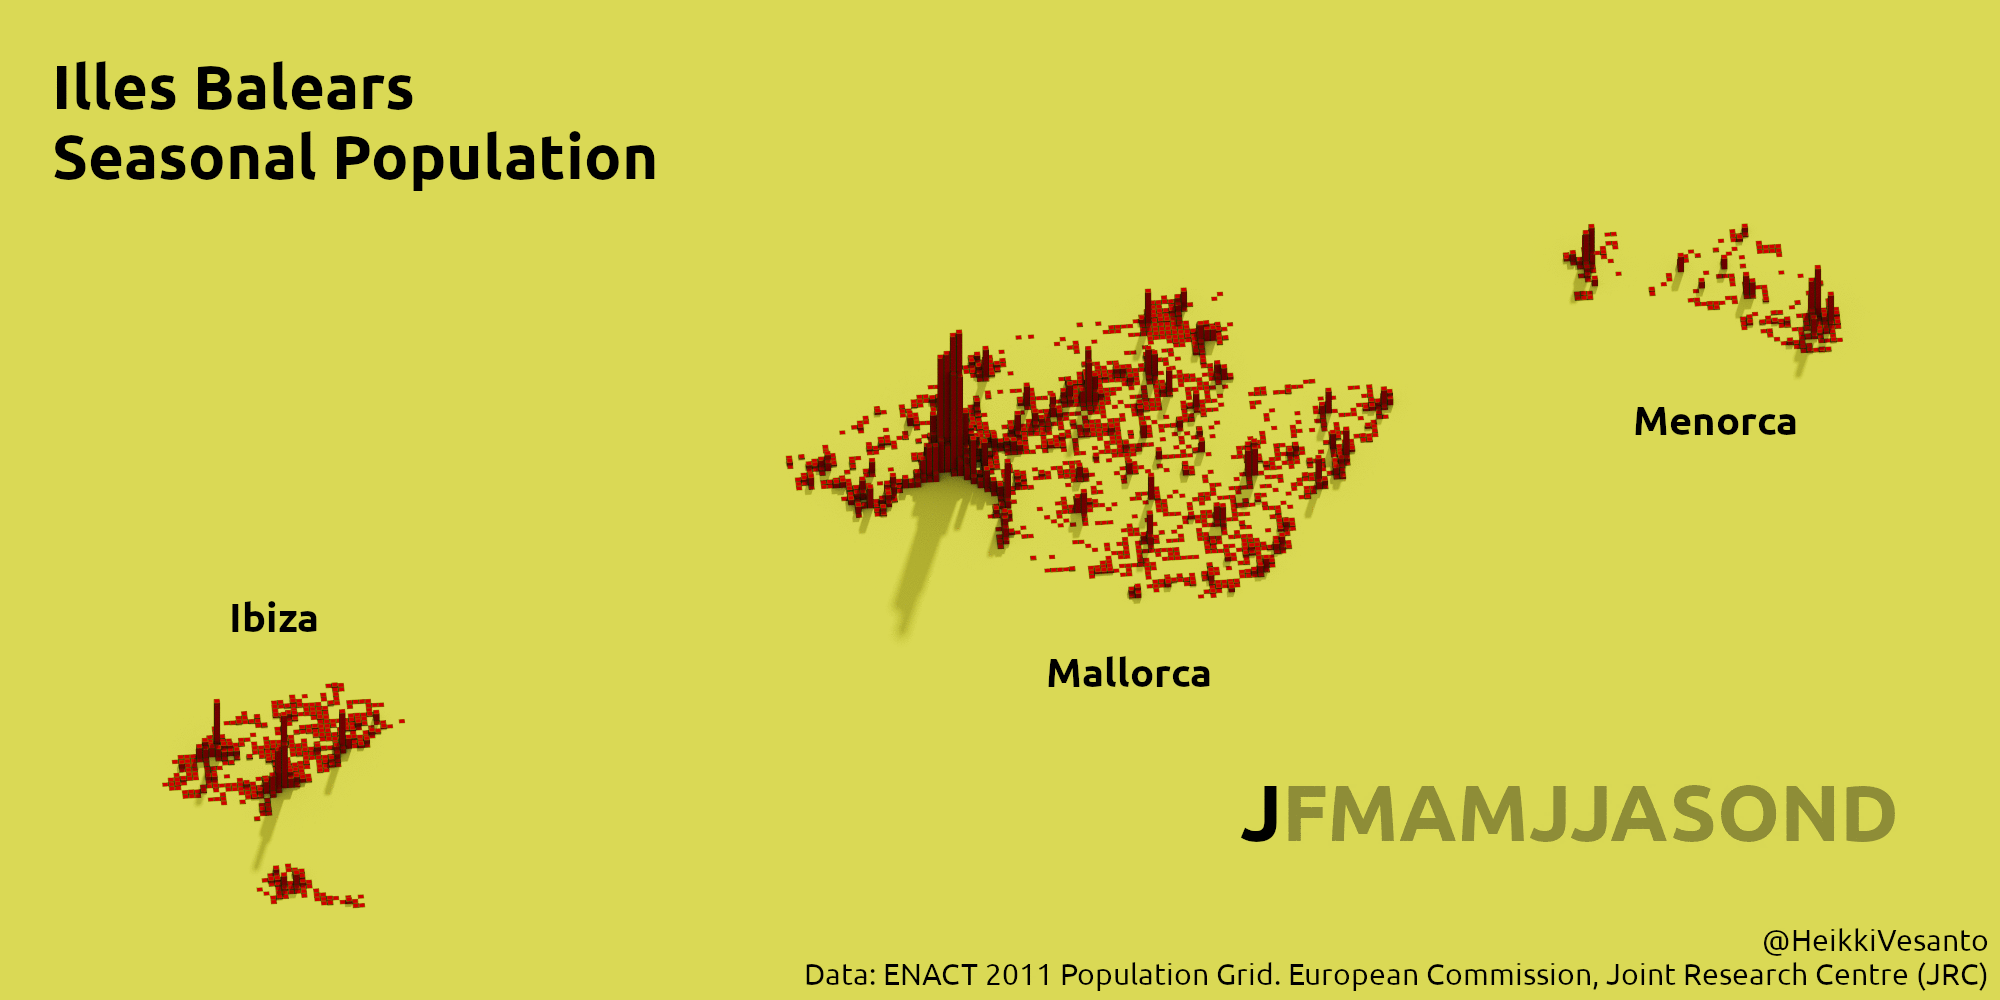 Illes Balears
Seasonal Population
Menorca
Ibiza
Mallorca
JFMAMJJASOND
@HeikkiVesanto
Data: ENACT 2011 Population Grid. European Commission, Joint Research Centre (JRC)